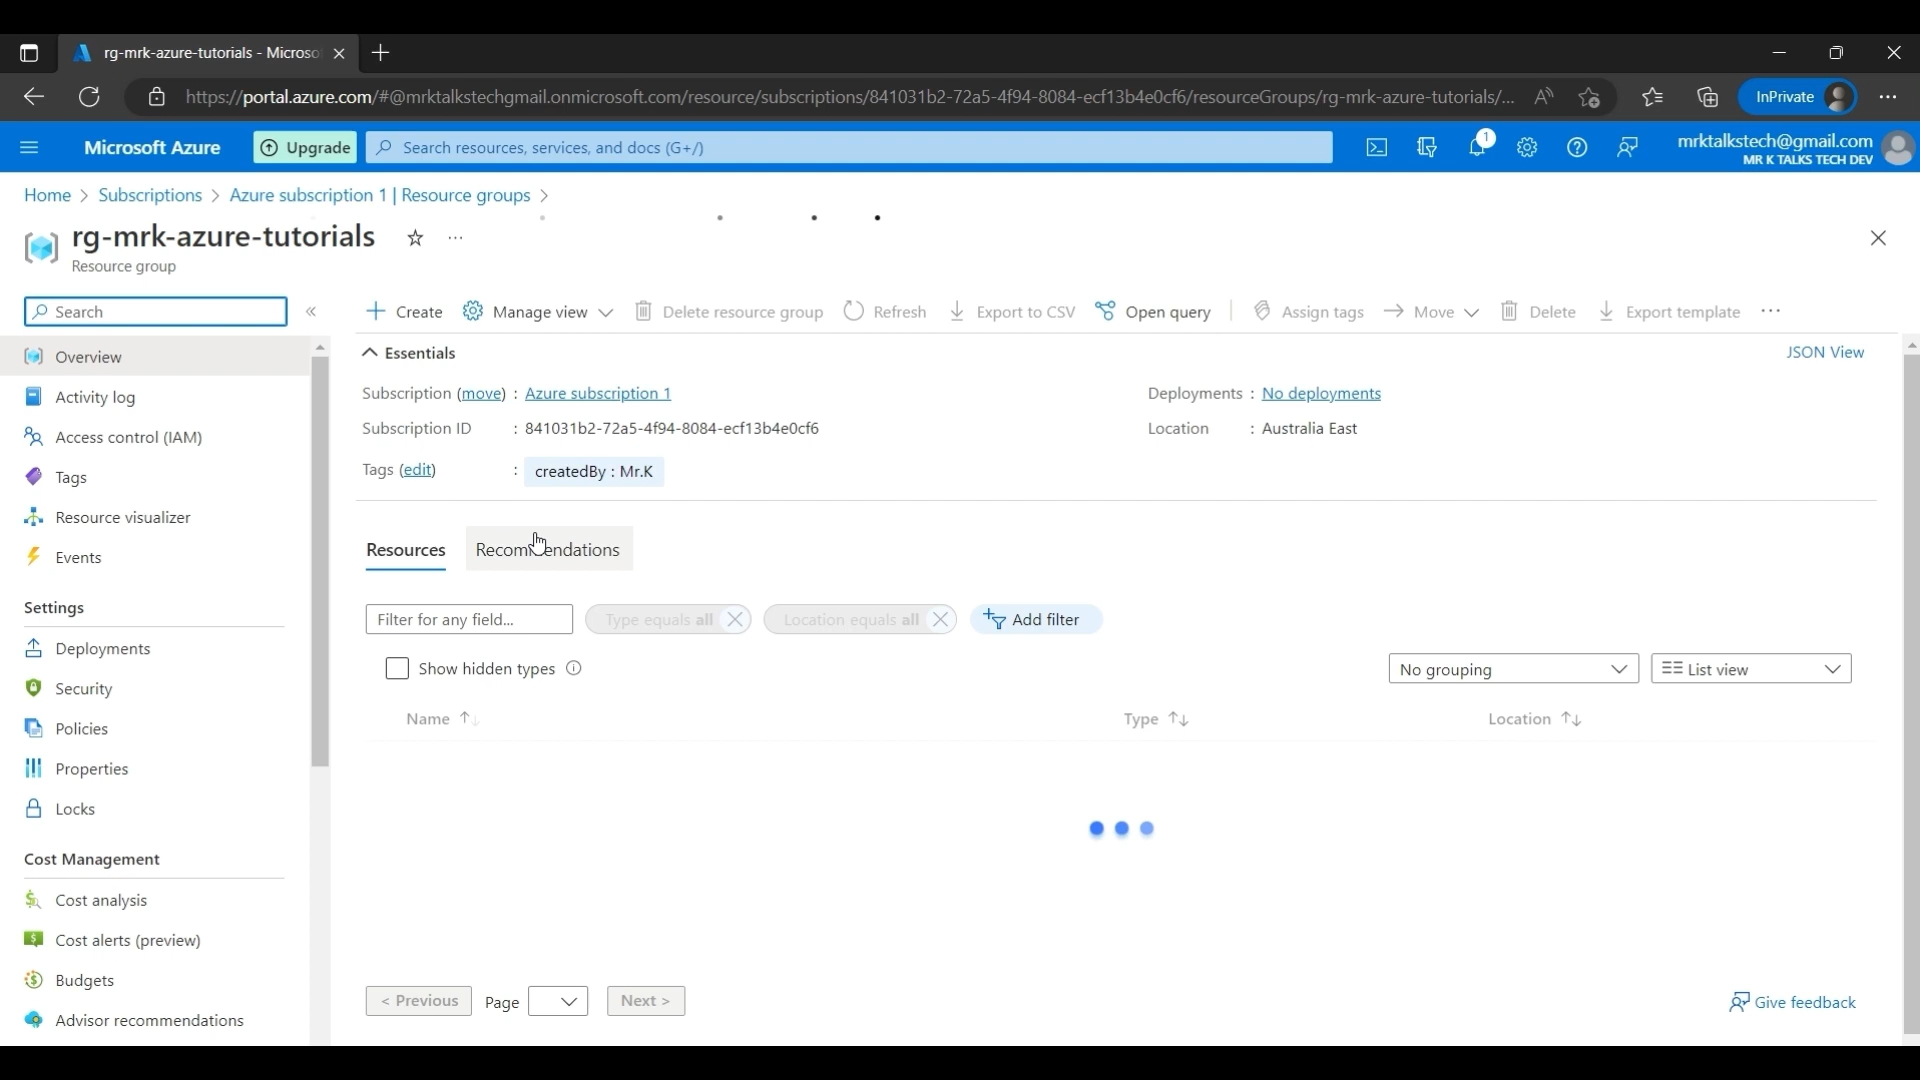 rg-mrk-azure-tutorials - Microso
https://portal.azure.com/#@mrktalkstechgmail.onmicrosoft.com/resource/subscriptions/841031b2-72a5-4f94-8084-ecf13b4e0cf6/resourceGroups/rg-mrk-azure-tutorials/...
InPrivate
Microsoft Azure
Upgrade
Search resources, services, and docs (G+/)
1
mrktalkstech@gmail.com
MR K TALKS TECH DEV
Home > Subscriptions > Azure subscription 1 | Resource groups >
rg-mrk-azure-tutorials
...
Resource group
Search
«
Create
Manage view
Delete resource group
Refresh
Export to CSV
Open query
Assign tags
Move
Delete
Export template
...
Overview
Activity log
Access control (IAM)
Tags
Resource visualizer
Events
Settings
Deployments
Security
Policies
Properties
Locks
Cost Management
Cost analysis
Cost alerts (preview)
Budgets
Advisor recommendations
Essentials
JSON View
Subscription (move) : Azure subscription 1
Deployments : No deployments
Subscription ID : 841031b2-72a5-4f94-8084-ecf13b4e0cf6
Location : Australia East
Tags (edit) : createdBy : Mr.K
Resources
Recommendations
Filter for any field...
Type equals all
Location equals all
Add filter
Show hidden types
No grouping
List view
Name
Type
Location
< Previous
Page
Next >
Give feedback